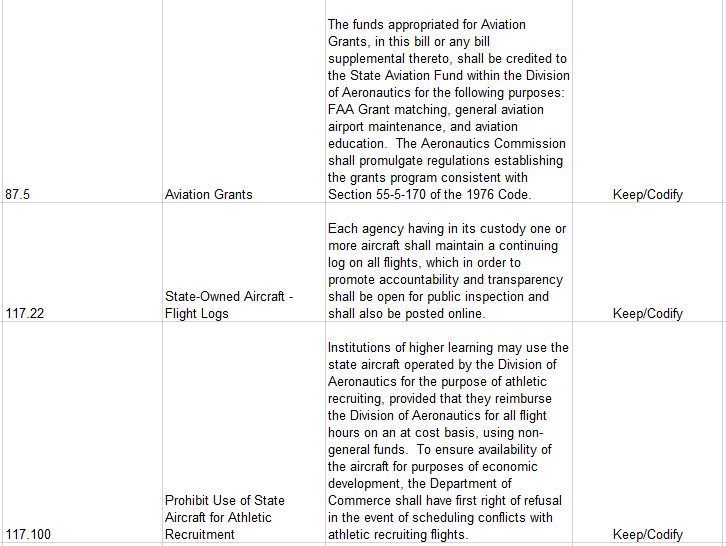 The funds appropriated for Aviation
Grants, in this bill or any bill
supplemental thereto, shall be credited to
the State Aviation Fund within the Division
of Aeronautics for the following purposes:
FAA Grant matching, general aviation
airport maintenance, and aviation
education.  The Aeronautics Commission
shall promulgate regulations establishing
the grants program consistent with
87.5 Aviation Grants Section 55-5-170 of the 1976 Code. Keep/Codify
Each agency having in its custody one or
more aircraft shall maintain a continuing
log on all flights, which in order to
promote accountability and transparency
State-Owned Aircraft - shall be open for public inspection and
117.22 Flight Logs shall also be posted online. Keep/Codify
Institutions of higher learning may use the
state aircraft operated by the Division of
Aeronautics for the purpose of athletic
recruiting, provided that they reimburse
the Division of Aeronautics for all flight
hours on an at cost basis, using non-
general funds.  To ensure availability of
the aircraft for purposes of economic
development, the Department of
Prohibit Use of State Commerce shall have first right of refusal
Aircraft for Athletic in the event of scheduling conflicts with
117.100 Recruitment athletic recruiting flights. Keep/Codify